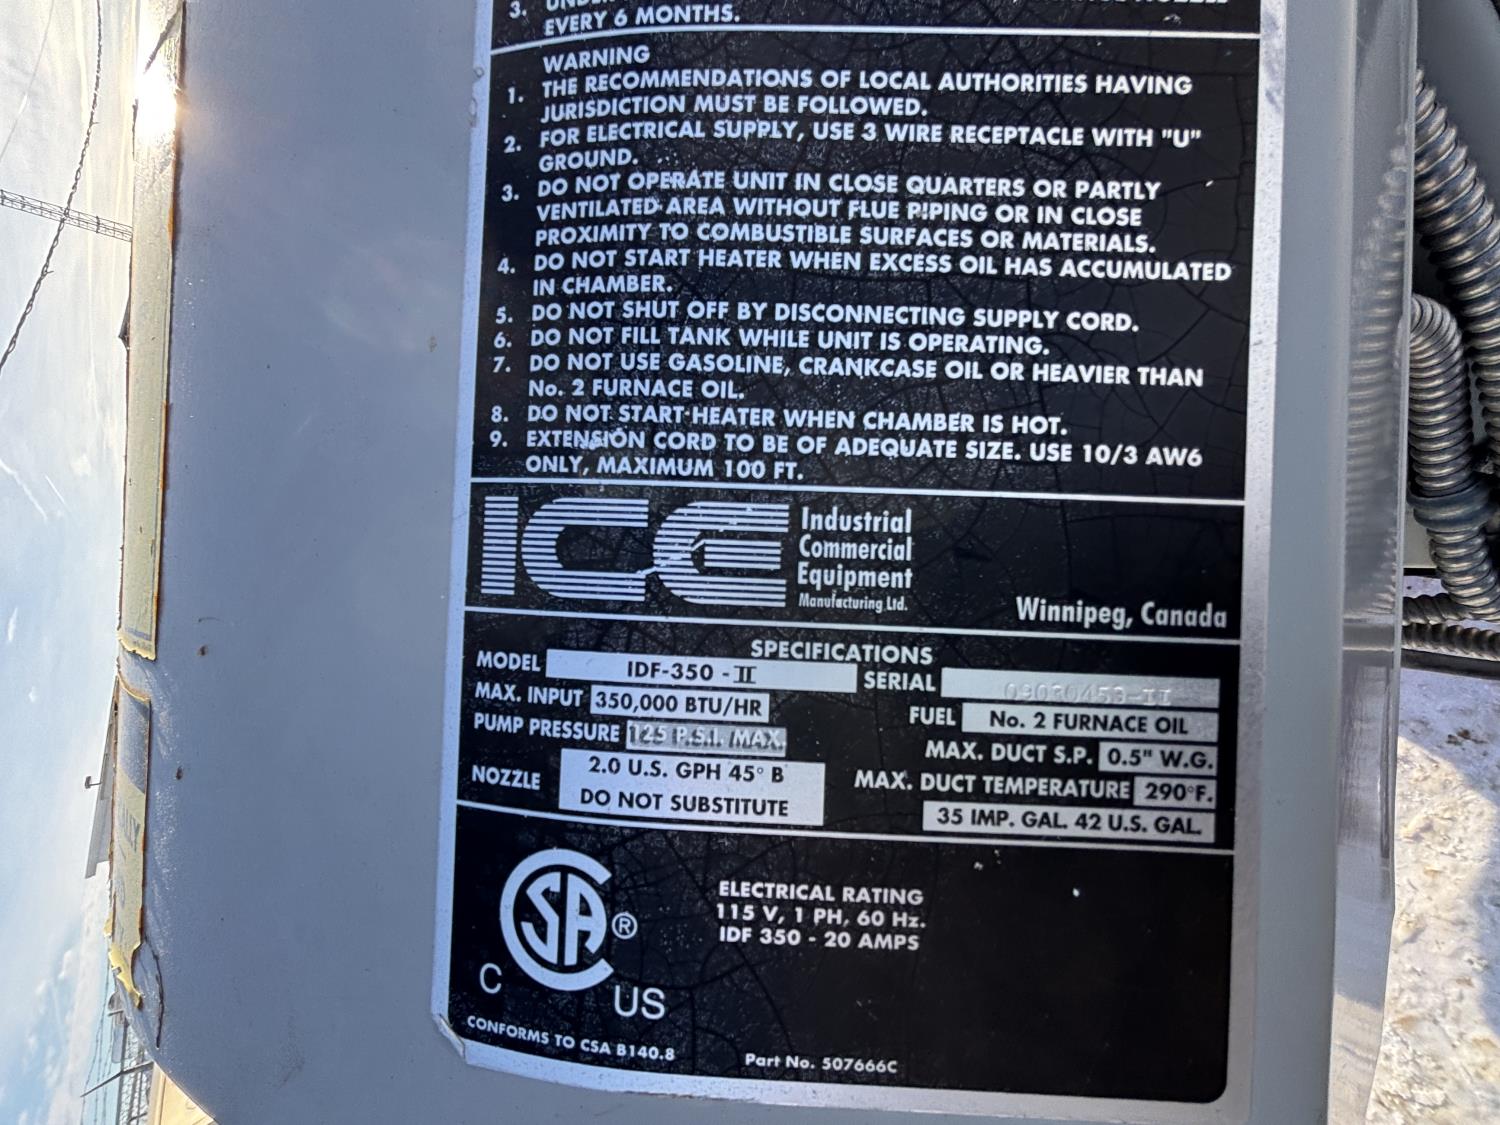 3.
EVERY 6 MONTHS.
WARNING
1. THE RECOMMENDATIONS OF LOCAL AUTHORITIES HAVING
JURISDICTION MUST BE FOLLOWED.
2. FOR ELECTRICAL SUPPLY, USE 3 WIRE RECEPTACLE WITH "U"
GROUND.
3. DO NOT OPERATE UNIT IN CLOSE QUARTERS OR PARTLY
VENTILATED AREA WITHOUT FLUE PIPING OR IN CLOSE
PROXIMITY TO COMBUSTIBLE SURFACES OR MATERIALS.
4. DO NOT START HEATER WHEN EXCESS OIL HAS ACCUMULATED
IN CHAMBER.
5. DO NOT SHUT OFF BY DISCONNECTING SUPPLY CORD.
6. DO NOT FILL TANK WHILE UNIT IS OPERATING.
7. DO NOT USE GASOLINE, CRANKCASE OIL OR HEAVIER THAN
No. 2 FURNACE OIL.
8. DO NOT START HEATER WHEN CHAMBER IS HOT.
9. EXTENSION CORD TO BE OF ADEQUATE SIZE. USE 10/3 AW6
ONLY, MAXIMUM 100 FT.
ICE Industrial
Commercial
Equipment
Manufacturing Ltd.
Winnipeg, Canada
SPECIFICATIONS
MODEL IDF-350 - II
SERIAL 09030453-II
MAX. INPUT 350,000 BTU/HR
FUEL No. 2 FURNACE OIL
PUMP PRESSURE 125 P.S.I. MAX.
MAX. DUCT S.P. 0.5" W.G.
NOZZLE 2.0 U.S. GPH 45° B
DO NOT SUBSTITUTE
MAX. DUCT TEMPERATURE 290°F.
35 IMP. GAL. 42 U.S. GAL.
CSA ®
C US
ELECTRICAL RATING
115 V, 1 PH, 60 Hz.
IDF 350 - 20 AMPS
CONFORMS TO CSA B140.8
Part No. 507666C